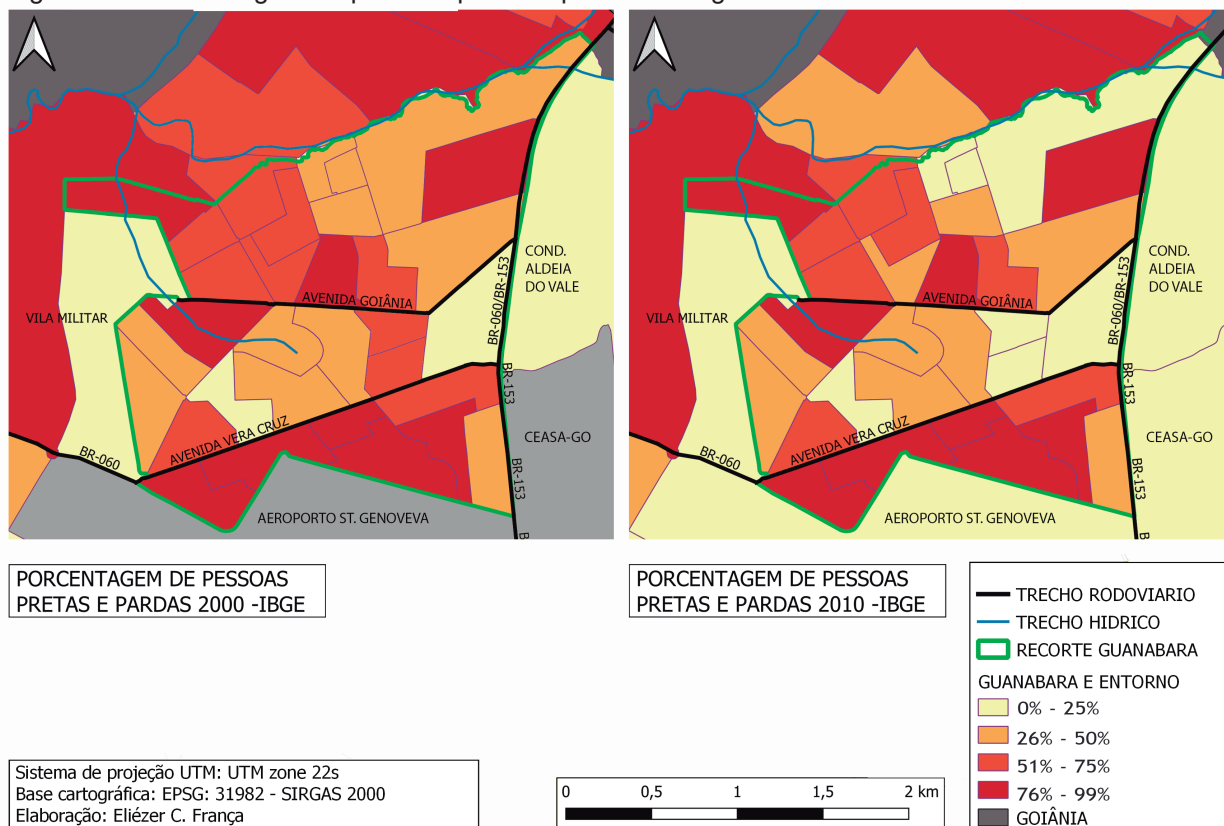 COND.
ALDEIA
DO VALE
AVENIDA GOIÂNIA
BR-060/BR-153
VILA MILITAR
BR-153
AVENIDA VERA CRUZ
CEASA-GO
BR-060
BR-153
AEROPORTO ST. GENOVEVA
B
COND.
ALDEIA
DO VALE
AVENIDA GOIÂNIA
BR-060/BR-153
VILA MILITAR
BR-153
AVENIDA VERA CRUZ
CEASA-GO
BR-060
BR-153
AEROPORTO ST. GENOVEVA
B
PORCENTAGEM DE PESSOAS
PRETAS E PARDAS 2000 -IBGE
PORCENTAGEM DE PESSOAS
PRETAS E PARDAS 2010 -IBGE
TRECHO RODOVIARIO
TRECHO HIDRICO
RECORTE GUANABARA
GUANABARA E ENTORNO
0% - 25%
26% - 50%
51% - 75%
76% - 99%
GOIÂNIA
Sistema de projeção UTM: UTM zone 22s
Base cartográfica: EPSG: 31982 - SIRGAS 2000
Elaboração: Eliézer C. França
0 0,5 1 1,5 2 km